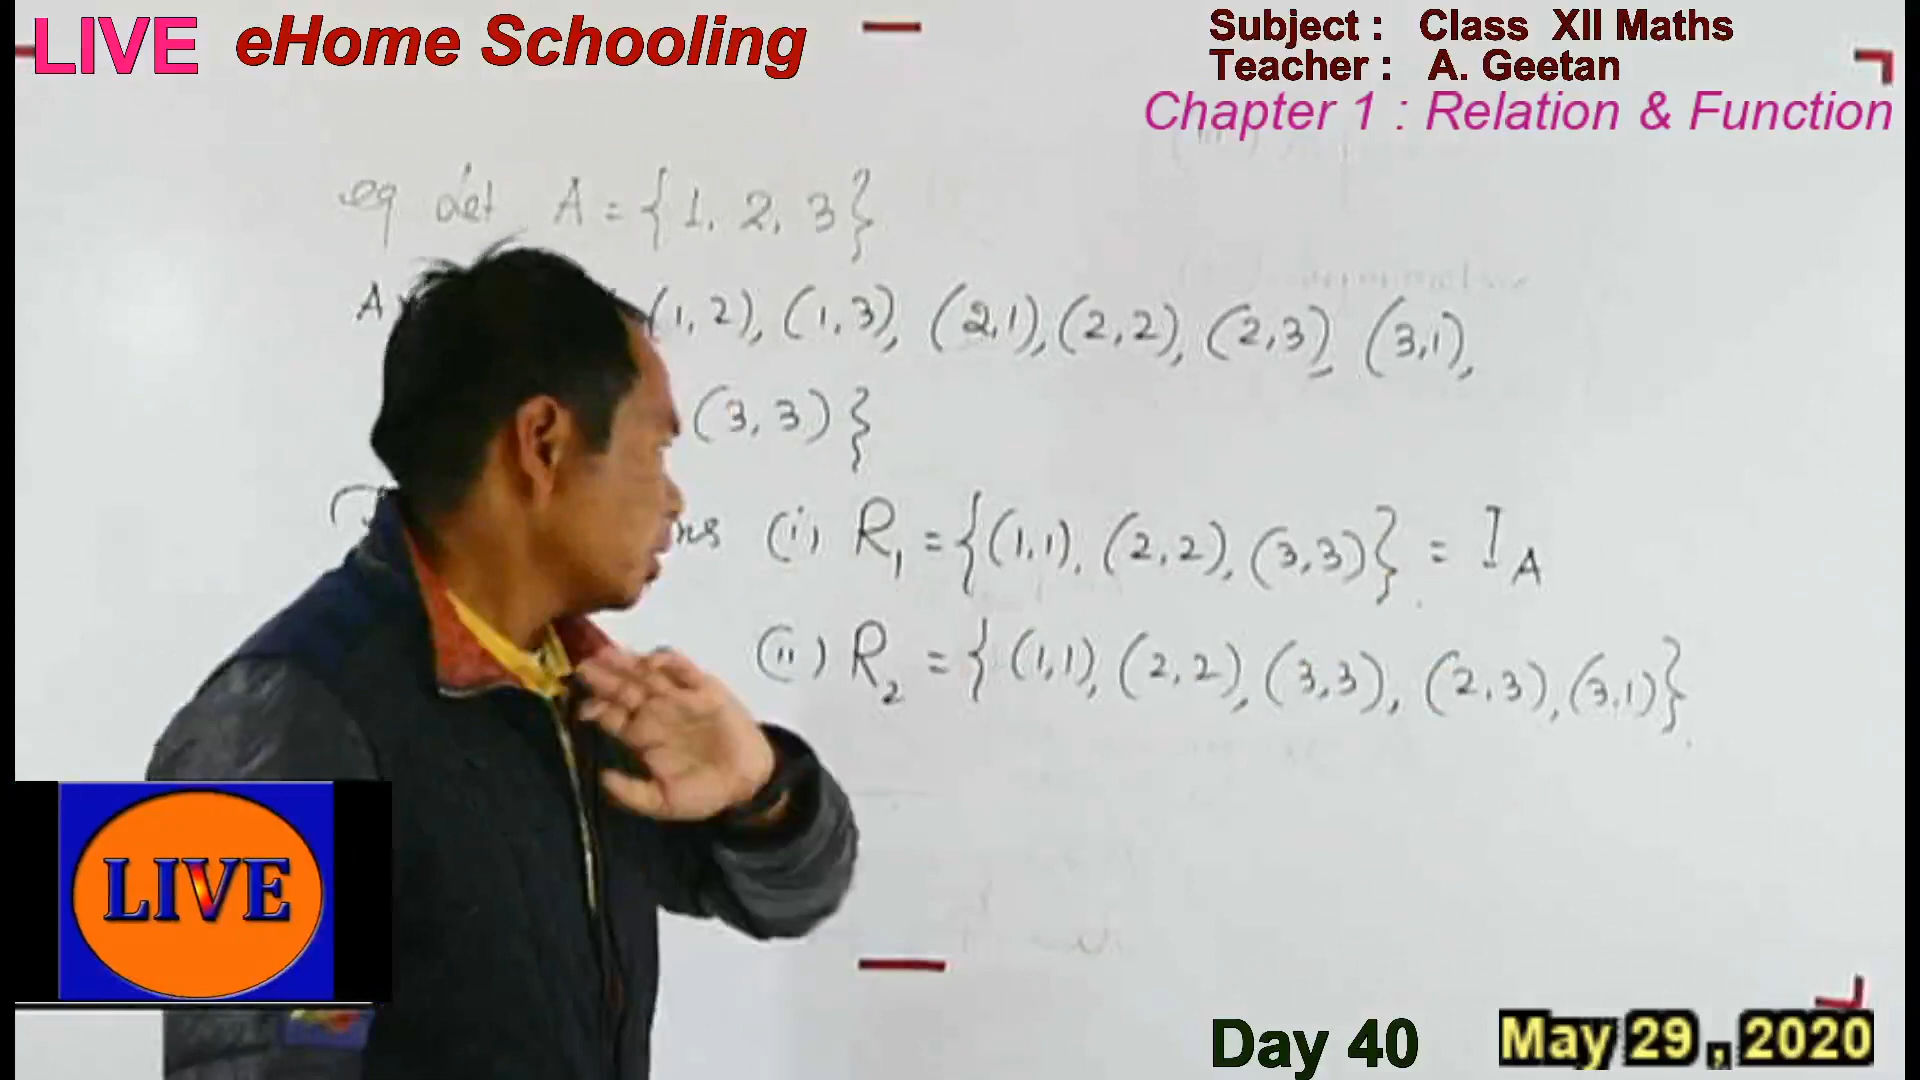 LIVE eHome Schooling
Subject : Class XII Maths
Teacher : A. Geetan
Chapter 1 : Relation & Function
eg Let A = {1, 2, 3}
A (1,2), (1,3), (2,1), (2,2), (2,3), (3,1),
(3,3)}
(i) R₁ = {(1,1), (2,2), (3,3)} = I_A
(ii) R₂ = {(1,1), (2,2), (3,3), (2,3), (3,1)}
LIVE
Day 40
May 29 , 2020